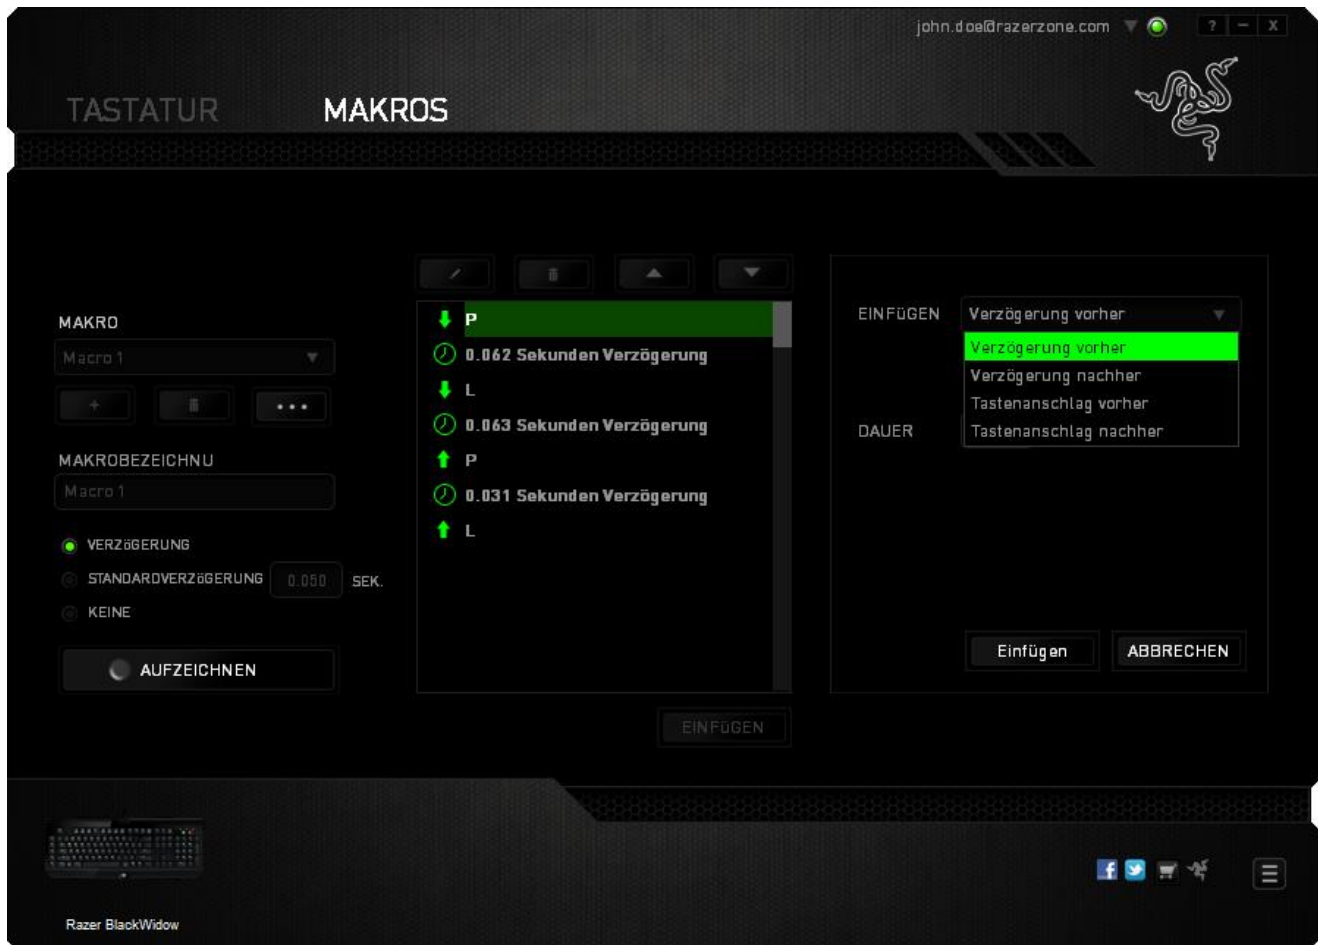 john.doe@razerzone.com
? – X
TASTATUR MAKROS
MAKRO
Macro 1
MAKROBEZEICHNU
Macro 1
VERZöGERUNG
STANDARDVERZöGERUNG 0.050 SEK.
KEINE
AUFZEICHNEN
P
0.062 Sekunden Verzögerung
L
0.063 Sekunden Verzögerung
P
0.031 Sekunden Verzögerung
L
EINFüGEN
EINFüGEN Verzögerung vorher
Verzögerung vorher
Verzögerung nachher
Tastenanschlag vorher
DAUER Tastenanschlag nachher
Einfügen ABBRECHEN
Razer BlackWidow